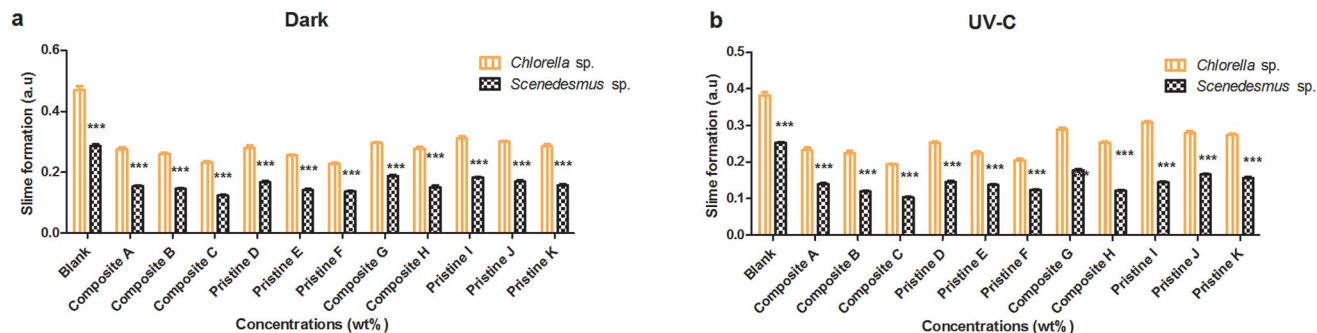 a
Dark
Slime formation (a.u)
0.6
0.4
0.2
0.0
Chlorella sp.
Scenedesmus sp.
***
***
***
***
***
***
***
***
***
***
***
***
Blank
Composite A
Composite B
Composite C
Pristine D
Pristine E
Pristine F
Composite G
Composite H
Pristine I
Pristine J
Pristine K
Concentrations (wt%)
b
UV-C
Slime formation (a.u)
0.5
0.4
0.3
0.2
0.1
0.0
Chlorella sp.
Scenedesmus sp.
***
***
***
***
***
***
***
***
***
***
***
***
Blank
Composite A
Composite B
Composite C
Pristine D
Pristine E
Pristine F
Composite G
Composite H
Pristine I
Pristine J
Pristine K
Concentrations (wt%)